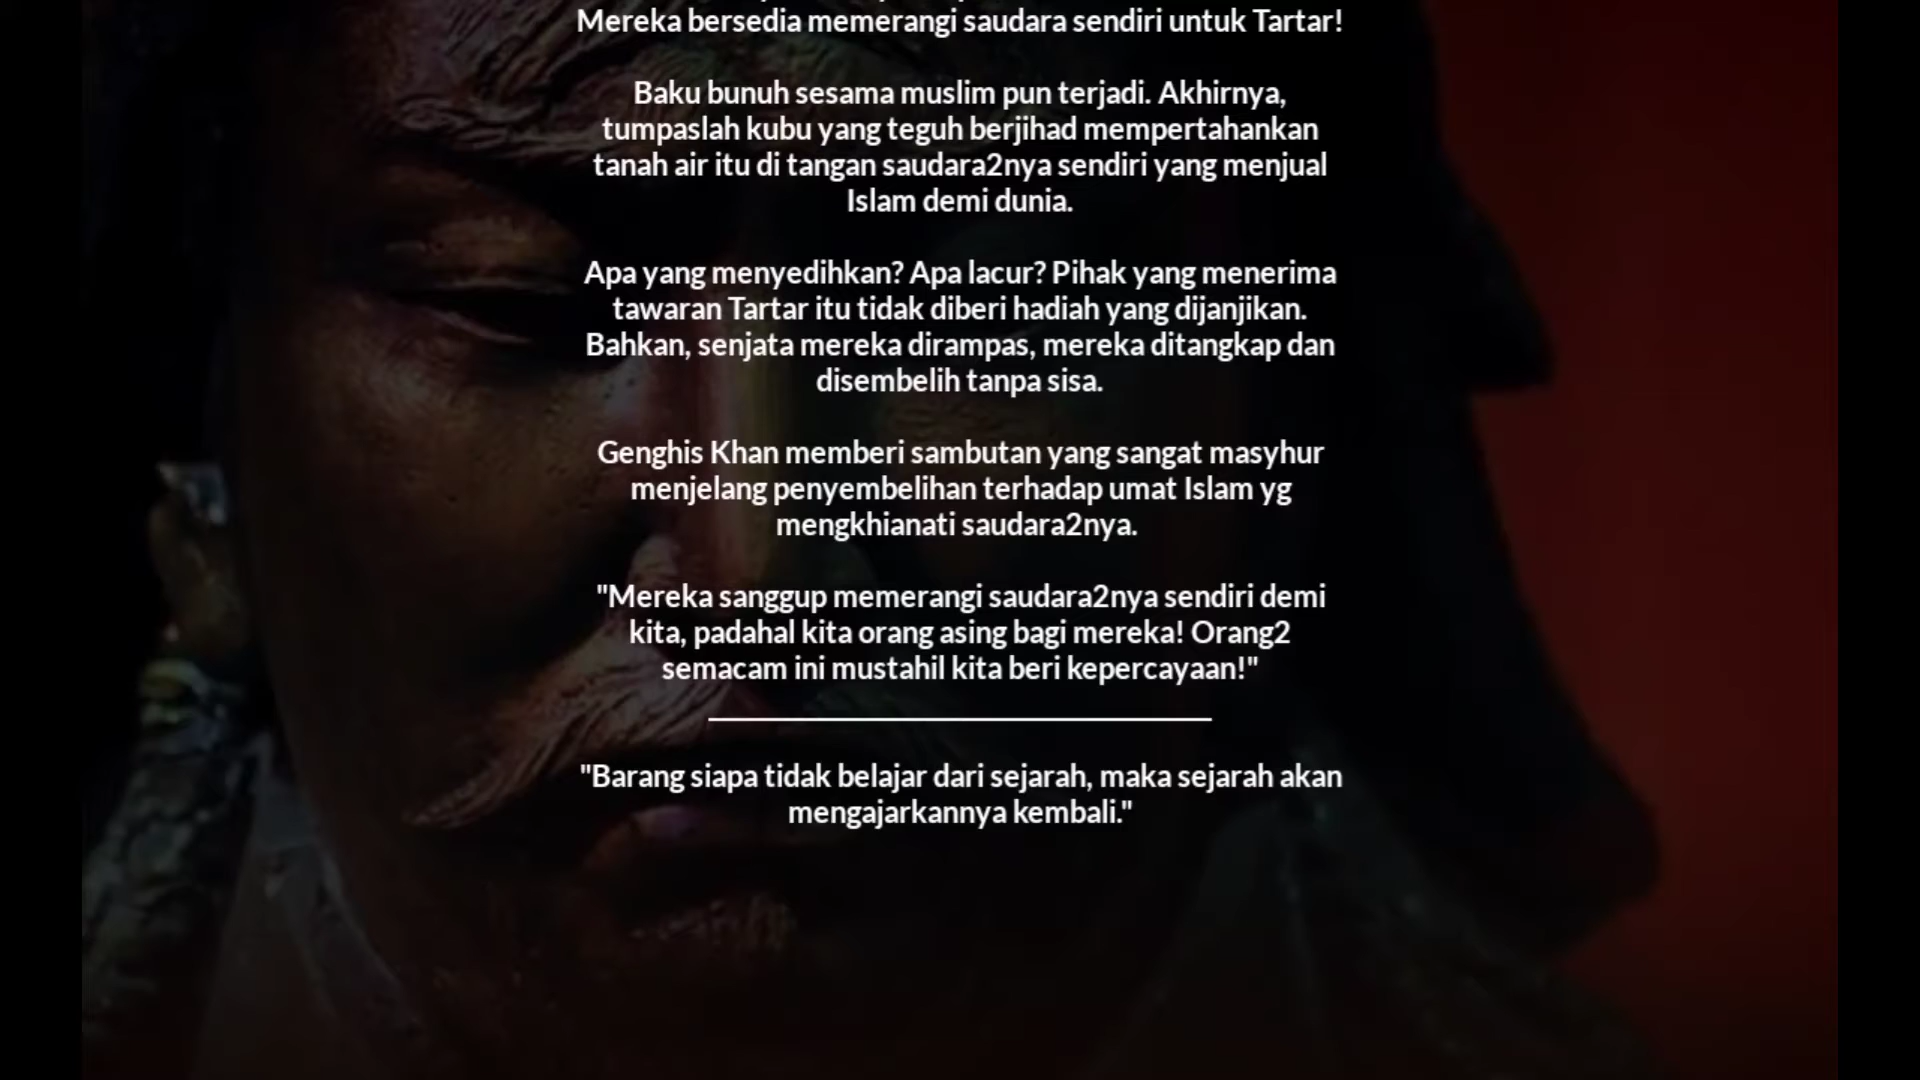 Mereka bersedia memerangi saudara sendiri untuk Tartar!
Baku bunuh sesama muslim pun terjadi. Akhirnya,
tumpaslah kubu yang teguh berjihad mempertahankan
tanah air itu di tangan saudara2nya sendiri yang menjual
Islam demi dunia.
Apa yang menyedihkan? Apa lacur? Pihak yang menerima
tawaran Tartar itu tidak diberi hadiah yang dijanjikan.
Bahkan, senjata mereka dirampas, mereka ditangkap dan
disembelih tanpa sisa.
Genghis Khan memberi sambutan yang sangat masyhur
menjelang penyembelihan terhadap umat Islam yg
mengkhianati saudara2nya.
"Mereka sanggup memerangi saudara2nya sendiri demi
kita, padahal kita orang asing bagi mereka! Orang2
semacam ini mustahil kita beri kepercayaan!"
"Barang siapa tidak belajar dari sejarah, maka sejarah akan
mengajarkannya kembali."